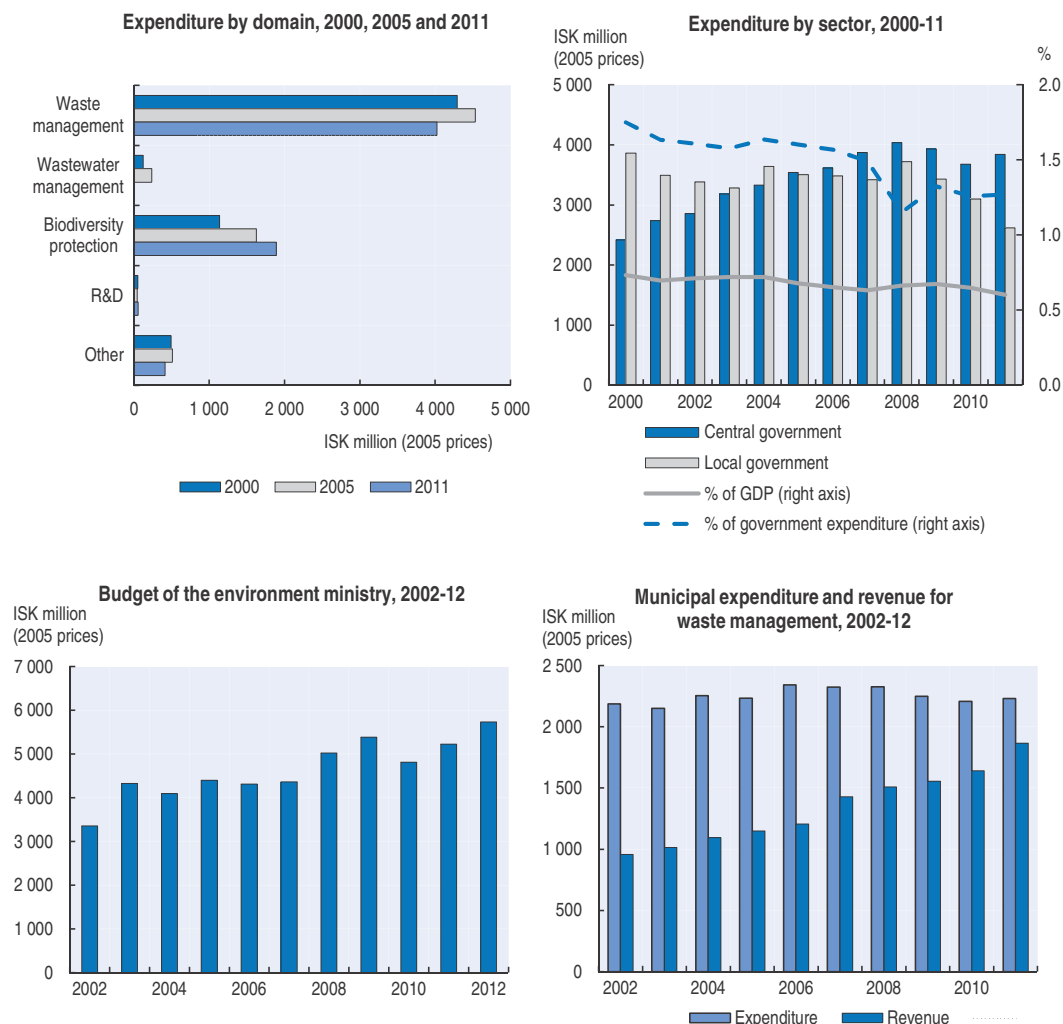 Expenditure by domain, 2000, 2005 and 2011
Waste
management
Wastewater
management
Biodiversity
protection
R&D
Other
0 1 000 2 000 3 000 4 000 5 000
ISK million (2005 prices)
2000 2005 2011
Expenditure by sector, 2000-11
ISK million
(2005 prices)
%
5 000
4 000
3 000
2 000
1 000
0
2.0
1.5
1.0
0.5
0.0
2000 2002 2004 2006 2008 2010
Central government
Local government
% of GDP (right axis)
% of government expenditure (right axis)
Budget of the environment ministry, 2002-12
ISK million
(2005 prices)
7 000
6 000
5 000
4 000
3 000
2 000
1 000
0
2002 2004 2006 2008 2010 2012
Municipal expenditure and revenue for
waste management, 2002-12
ISK million
(2005 prices)
2 500
2 000
1 500
1 000
500
0
2002 2004 2006 2008 2010
Expenditure Revenue